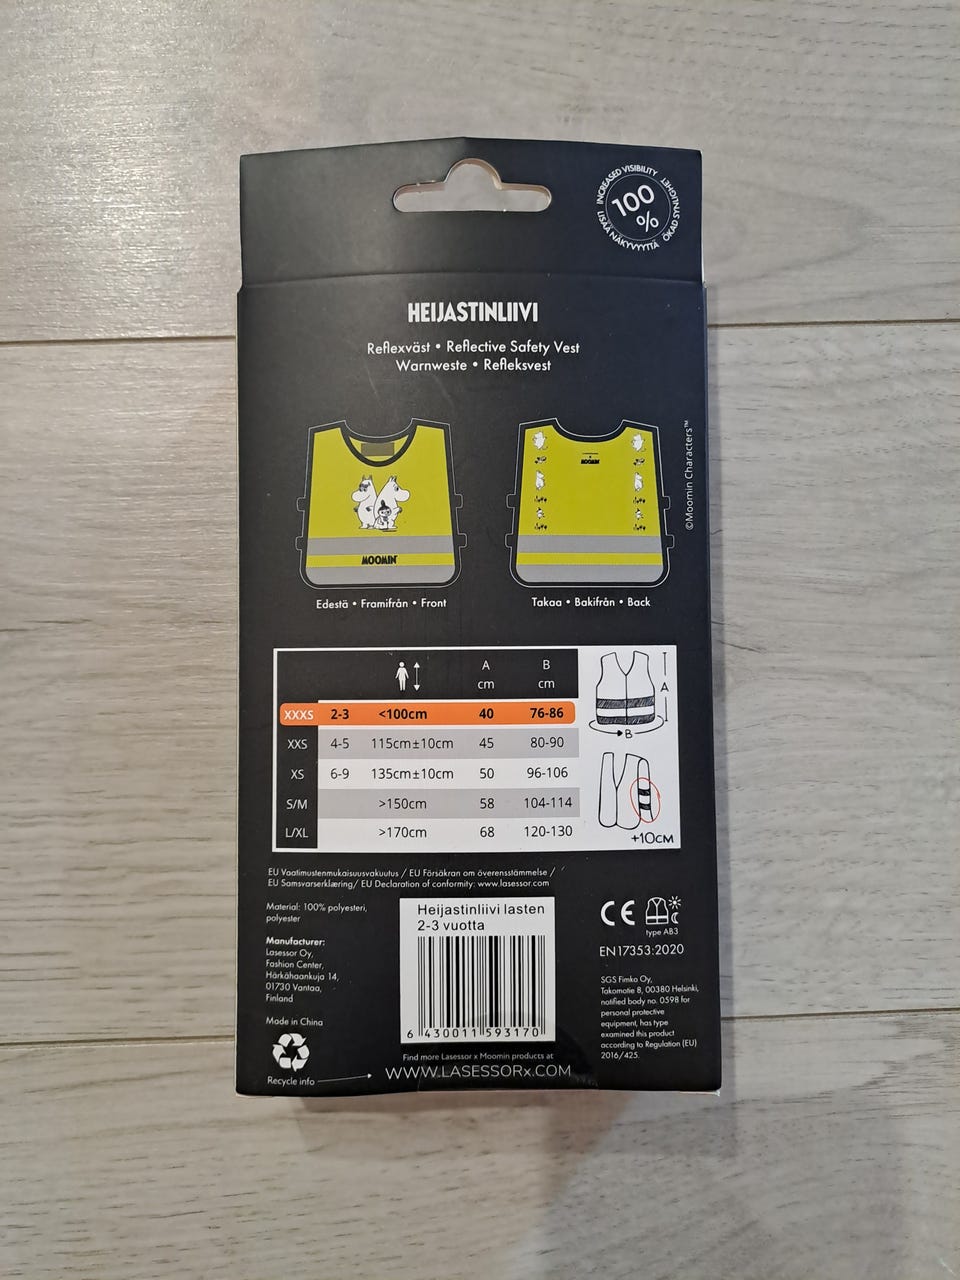 INCREASED VISIBILITY
ÖKAD SYNLIGHET
LISÄÄ NÄKYVYYTTÄ
100
%
HEIJASTINLIIVI
Reflexväst • Reflective Safety Vest
Warnweste • Refleksvest
©Moomin Characters™
MOOMIN
MOOMIN
Edestä • Framifrån • Front
Takaa • Bakifrån • Back
A B
cm cm
XXXS 2-3 <100cm 40 76-86
XXS 4-5 115cm±10cm 45 80-90
XS 6-9 135cm±10cm 50 96-106
S/M >150cm 58 104-114
L/XL >170cm 68 120-130
A
B
+10CM
EU Vaatimustenmukaisuusvakuutus / EU Försäkran om överensstämmelse /
EU Samsvarserklæring/ EU Declaration of conformity: www.lasessor.com
Material: 100% polyesteri,
polyester
Manufacturer:
Lasessor Oy,
Fashion Center,
Härkähaankuja 14,
01730 Vantaa,
Finland
Made in China
Recycle info
Heijastinliivi lasten
2-3 vuotta
6 430011 593170
Find more Lasessor x Moomin products at
WWW.LASESSORx.COM
CE
type AB3
EN17353:2020
SGS Fimko Oy,
Takomotie 8, 00380 Helsinki,
notified body no. 0598 for
personal protective
equipment, has type
examined this product
according to Regulation (EU)
2016/425.